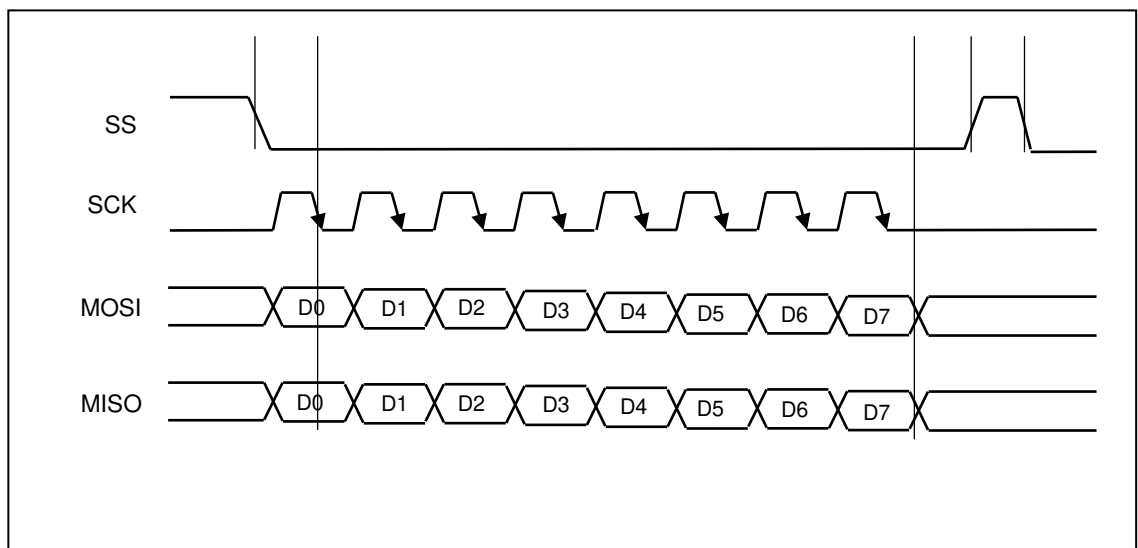 SS
SCK
MOSI D0 D1 D2 D3 D4 D5 D6 D7
MISO D0 D1 D2 D3 D4 D5 D6 D7